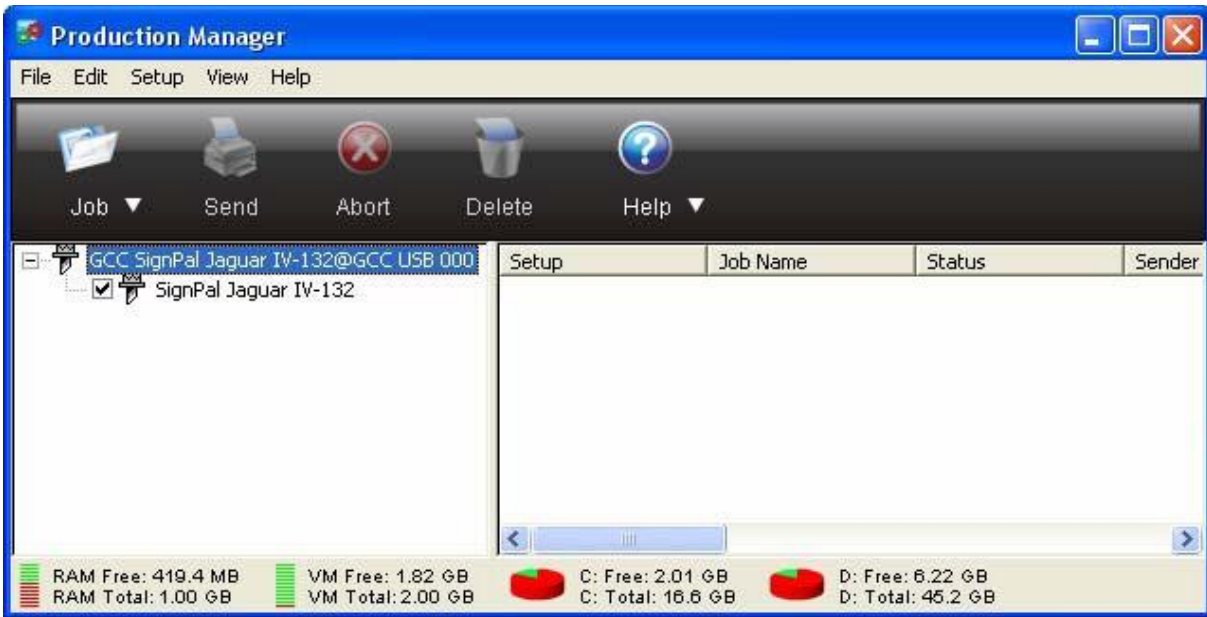 Production Manager
File Edit Setup View Help
Job Send Abort Delete Help
GCC SignPal Jaguar IV-132@GCC USB 000
SignPal Jaguar IV-132
Setup Job Name Status Sender
RAM Free: 419.4 MB VM Free: 1.82 GB C: Free: 2.01 GB D: Free: 6.22 GB
RAM Total: 1.00 GB VM Total: 2.00 GB C: Total: 16.6 GB D: Total: 45.2 GB